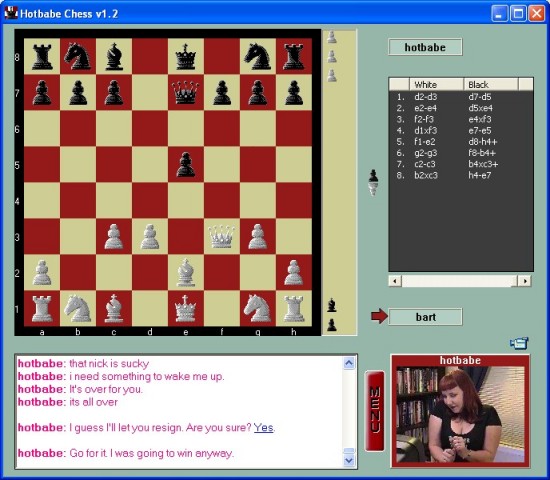 Hotbabe Chess v1.2
hotbabe
White Black
1. d2-d3 d7-d5
2. e2-e4 d5xe4
3. f2-f3 e4xf3
4. d1xf3 e7-e5
5. f1-e2 d8-h4+
6. g2-g3 f8-b4+
7. c2-c3 b4xc3+
8. b2xc3 h4-e7
8
7
6
5
4
3
2
1
a b c d e f g h
bart
hotbabe: that nick is sucky
hotbabe: i need something to wake me up.
hotbabe: It's over for you.
hotbabe: its all over
hotbabe: I guess I'll let you resign. Are you sure? Yes.
hotbabe: Go for it. I was going to win anyway.
MENU
hotbabe